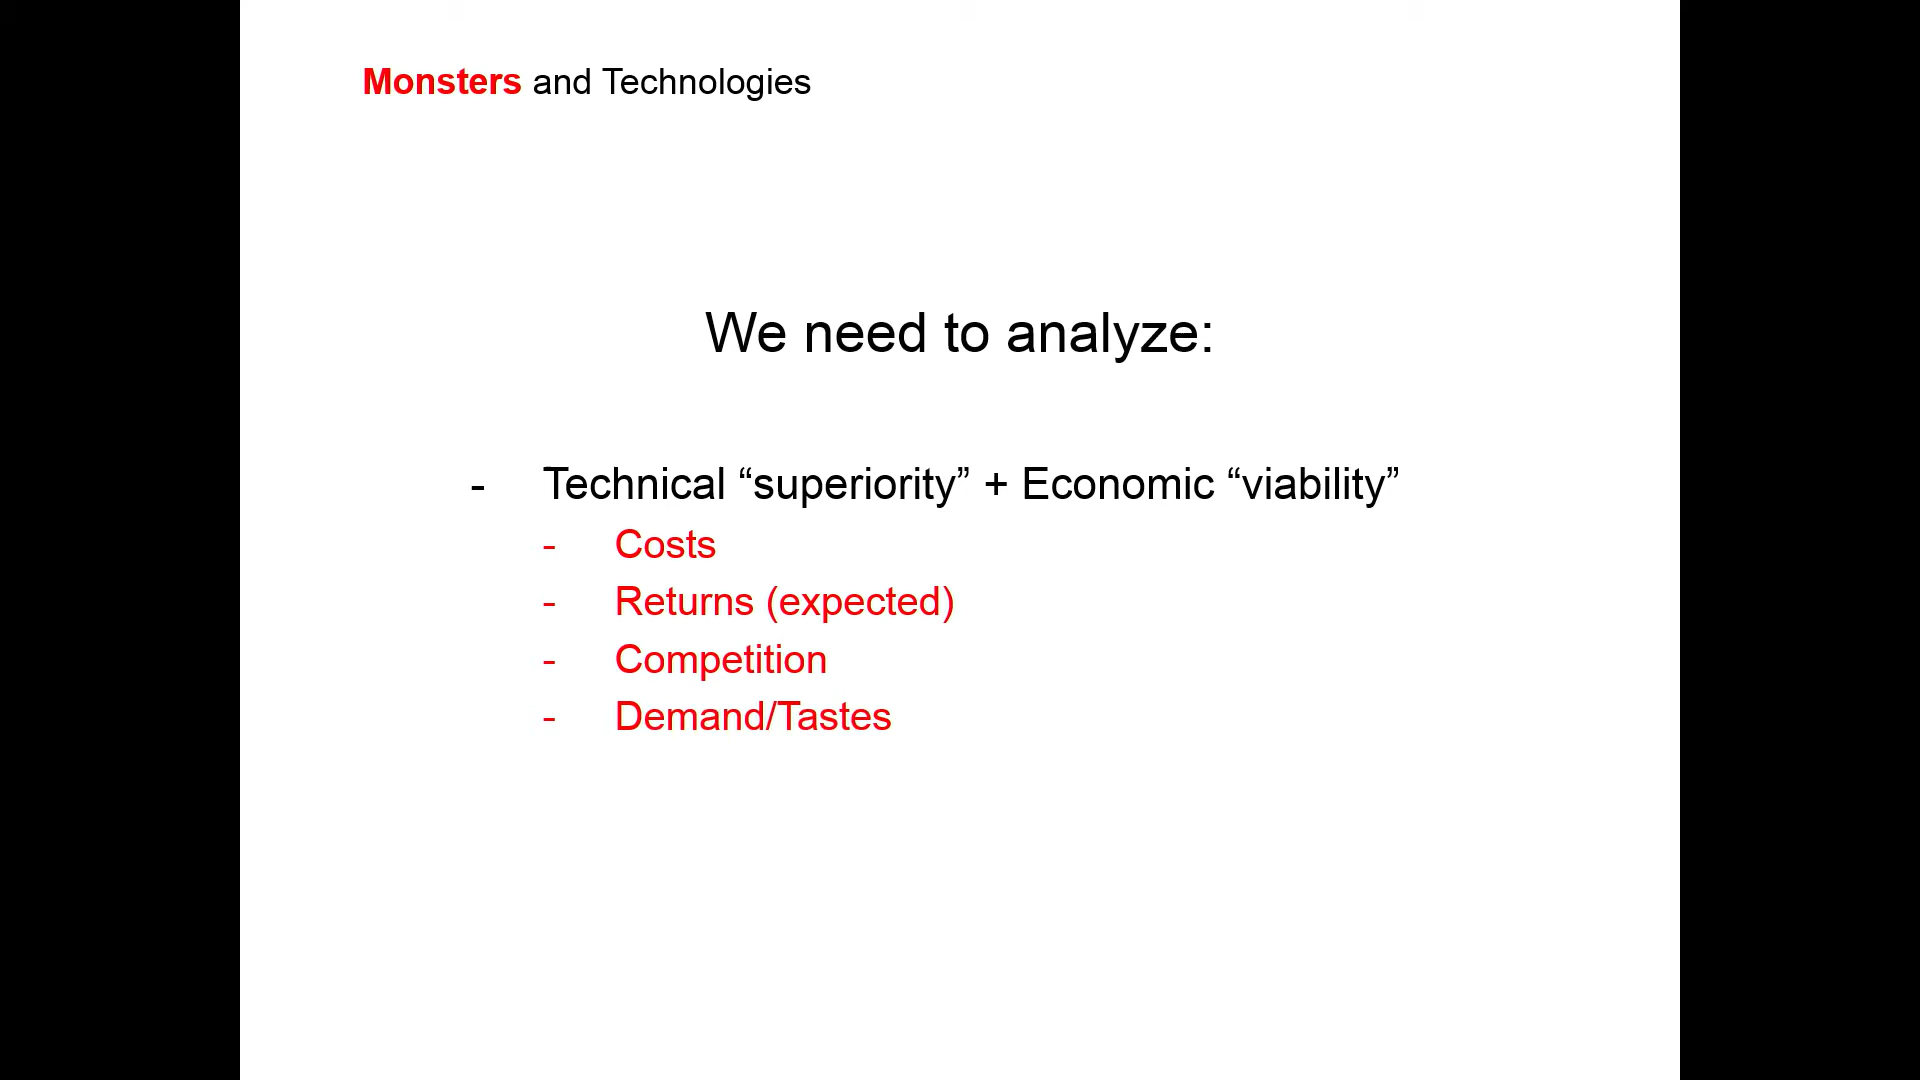 Monsters and Technologies
We need to analyze:
- Technical “superiority” + Economic “viability”
- Costs
- Returns (expected)
- Competition
- Demand/Tastes